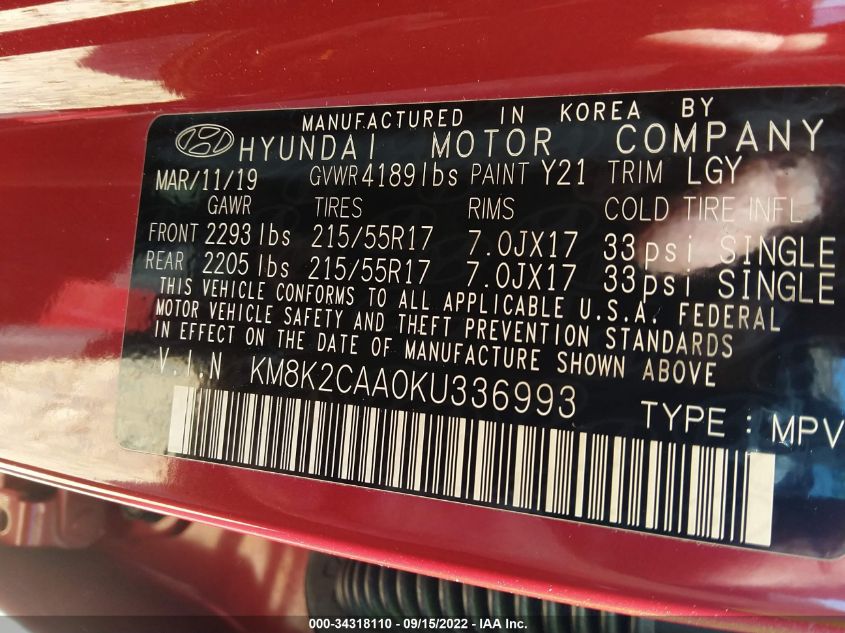 MANUFACTURED IN KOREA BY
HYUNDAI MOTOR COMPANY
MAR/11/19 GVWR 4189lbs PAINT Y21 TRIM LGY
GAWR TIRES RIMS COLD TIRE INFL
FRONT 2293 lbs 215/55R17 7.0JX17 33psi SINGLE
REAR 2205 lbs 215/55R17 7.0JX17 33psi SINGLE
THIS VEHICLE CONFORMS TO ALL APPLICABLE U.S.A. FEDERAL
MOTOR VEHICLE SAFETY AND THEFT PREVENTION STANDARDS
IN EFFECT ON THE DATE OF MANUFACTURE SHOWN ABOVE
V.I.N KM8K2CAA0KU336993 TYPE : MPV
000-34318110 - 09/15/2022 - IAA Inc.